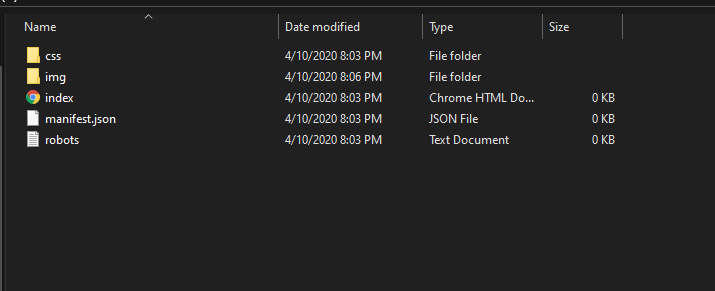 Name Date modified Type Size
css 4/10/2020 8:03 PM File folder
img 4/10/2020 8:06 PM File folder
index 4/10/2020 8:03 PM Chrome HTML Do... 0 KB
manifest.json 4/10/2020 8:03 PM JSON File 0 KB
robots 4/10/2020 8:03 PM Text Document 0 KB